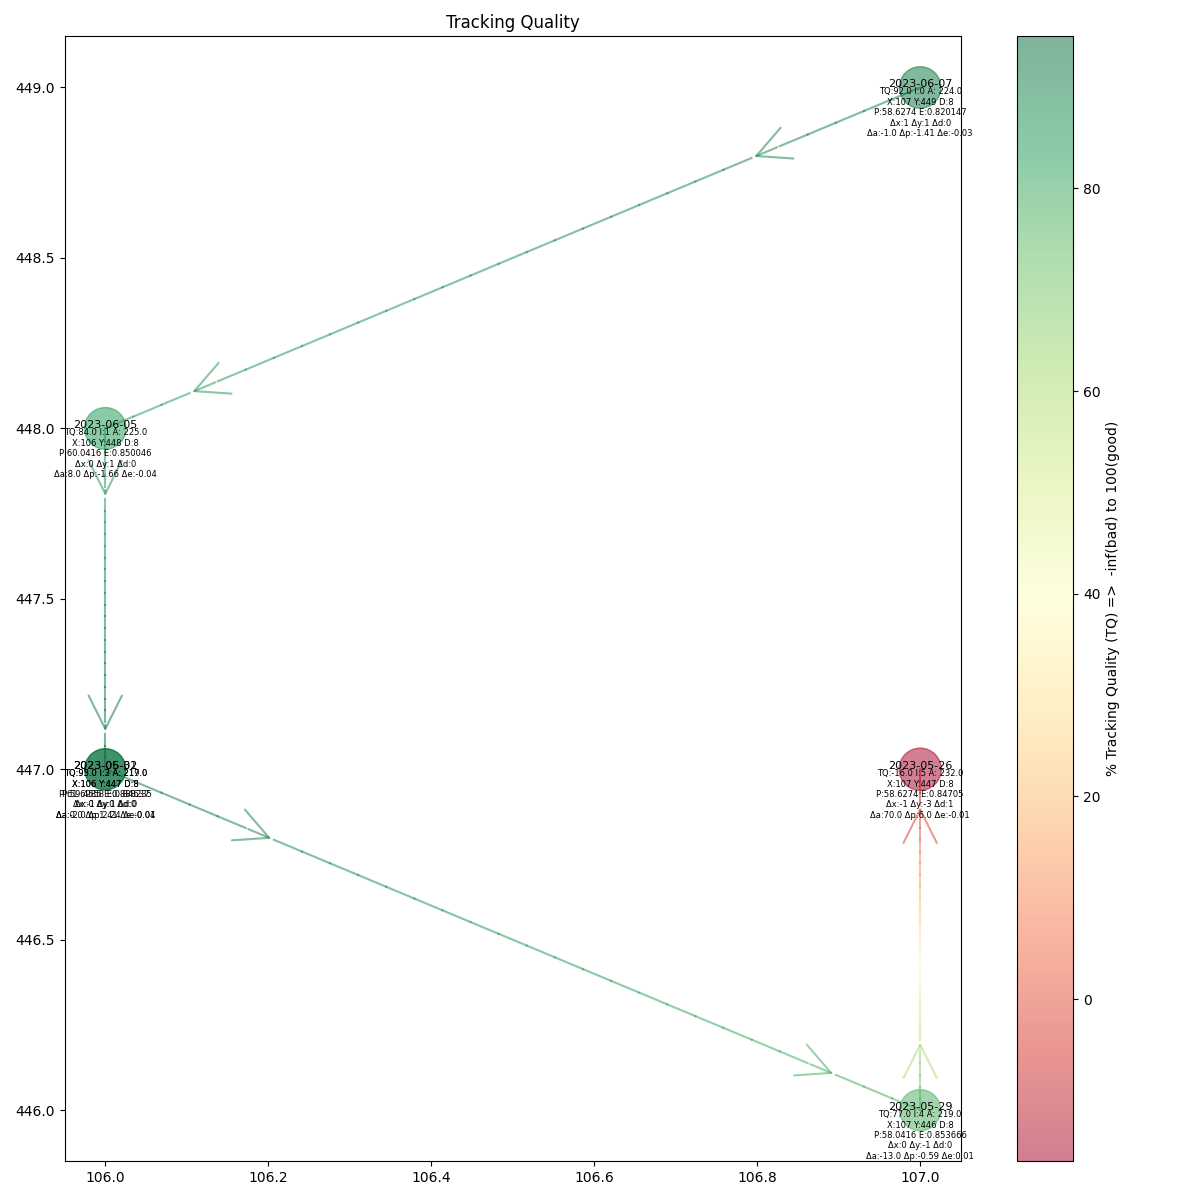 Tracking Quality
449.0
448.5
448.0
447.5
447.0
446.5
446.0
106.0
106.2
106.4
106.6
106.8
107.0
2023-06-07
TQ:92.0 I:0 A: 224.0
X:107 Y:449 D:8
P:58.6274 E:0.820147
Δx:1 Δy:1 Δd:0
Δa:-1.0 Δp:-1.41 Δe:-0.03
2023-06-05
TQ:84.0 I:1 A: 225.0
X:106 Y:448 D:8
P:60.0416 E:0.850046
Δx:0 Δy:1 Δd:0
Δa:8.0 Δp:-1.66 Δe:-0.04
X:106 Y:447 D:8
2023-05-26
TQ:-16.0 I:5 A: 232.0
X:107 Y:447 D:8
P:58.6274 E:0.84705
Δx:-1 Δy:-3 Δd:1
Δa:70.0 Δp:6.0 Δe:-0.01
2023-05-29
TQ:77.0 I:4 A: 219.0
X:107 Y:446 D:8
P:58.0416 E:0.853666
Δx:0 Δy:-1 Δd:0
Δa:-13.0 Δp:-0.59 Δe:0.01
80
60
40
20
0
% Tracking Quality (TQ) =>  -inf(bad) to 100(good)